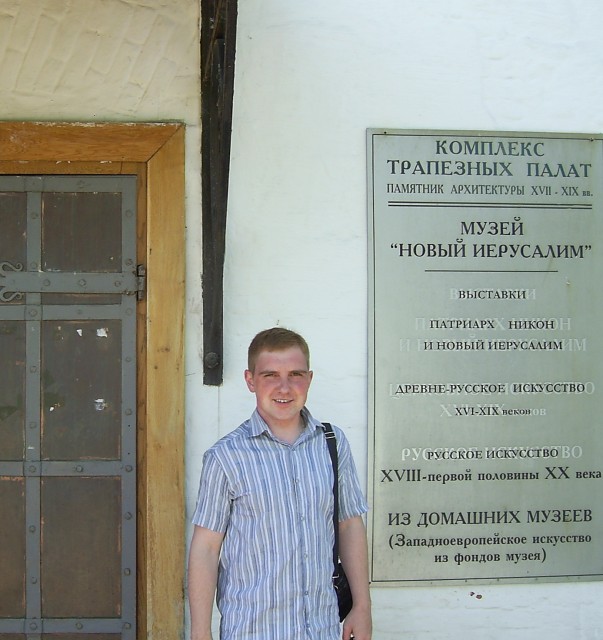 КОМПЛЕКС
ТРАПЕЗНЫХ ПАЛАТ
ПАМЯТНИК АРХИТЕКТУРЫ XVII - XIX вв.
МУЗЕЙ
"НОВЫЙ ИЕРУСАЛИМ"
ВЫСТАВКИ
ПАТРИАРХ НИКОН
И НОВЫЙ ИЕРУСАЛИМ
ДРЕВНЕ-РУССКОЕ ИСКУССТВО
XVI-XIX веков
РУССКОЕ ИСКУССТВО
XVIII-первой половины XX века
ИЗ ДОМАШНИХ МУЗЕЕВ
(Западноевропейское искусство
из фондов музея)